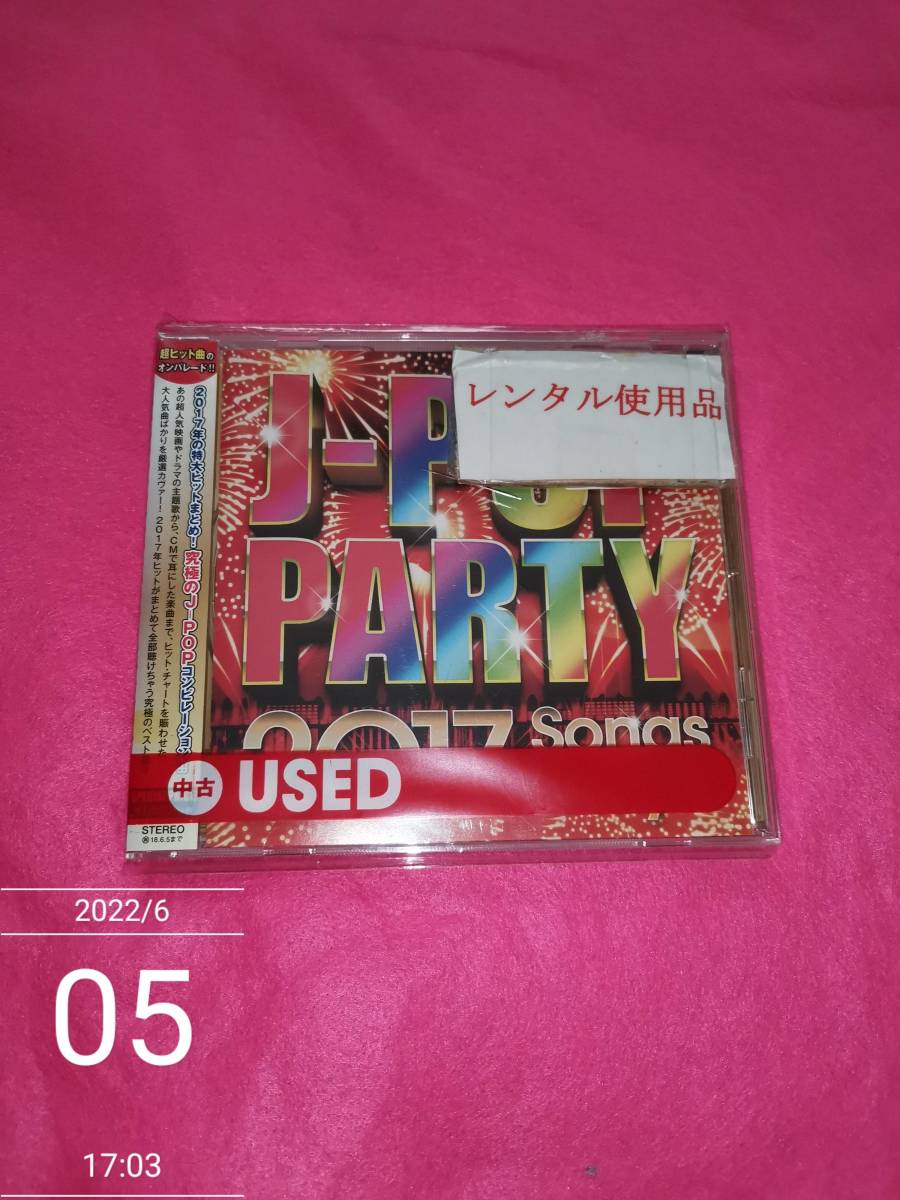 超ヒット曲の
オンパレード!!
2017年の特大ヒットまとめ！究極のJ-POPコンピレーション
あの超人気映画やドラマの主題歌から、CMで耳にした楽曲まで、ヒット・チャートを賑わせた
大人気曲ばかりを厳選カヴァー！2017年ヒットがまとめて全部聴けちゃう究極のベスト
STEREO
18.6.5まで
レンタル使用品
J-P
PARTY
2017 Songs
中古 USED
2022/6
05
17:03